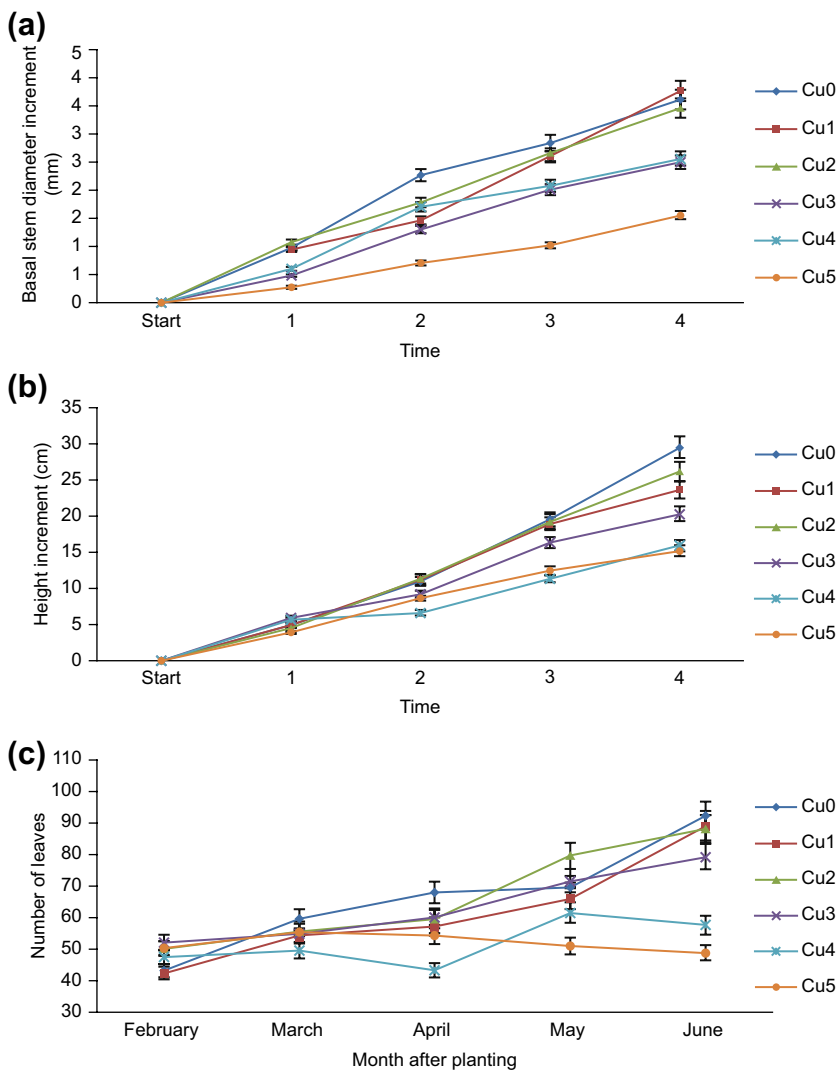 (a)
Basal stem diameter increment
(mm)
5
4
4
3
3
2
2
1
1
0
Start 1 2 3 4
Time
Cu0
Cu1
Cu2
Cu3
Cu4
Cu5
(b)
Height increment (cm)
35
30
25
20
15
10
5
0
Start 1 2 3 4
Time
Cu0
Cu1
Cu2
Cu3
Cu4
Cu5
(c)
Number of leaves
110
100
90
80
70
60
50
40
30
February March April May June
Month after planting
Cu0
Cu1
Cu2
Cu3
Cu4
Cu5